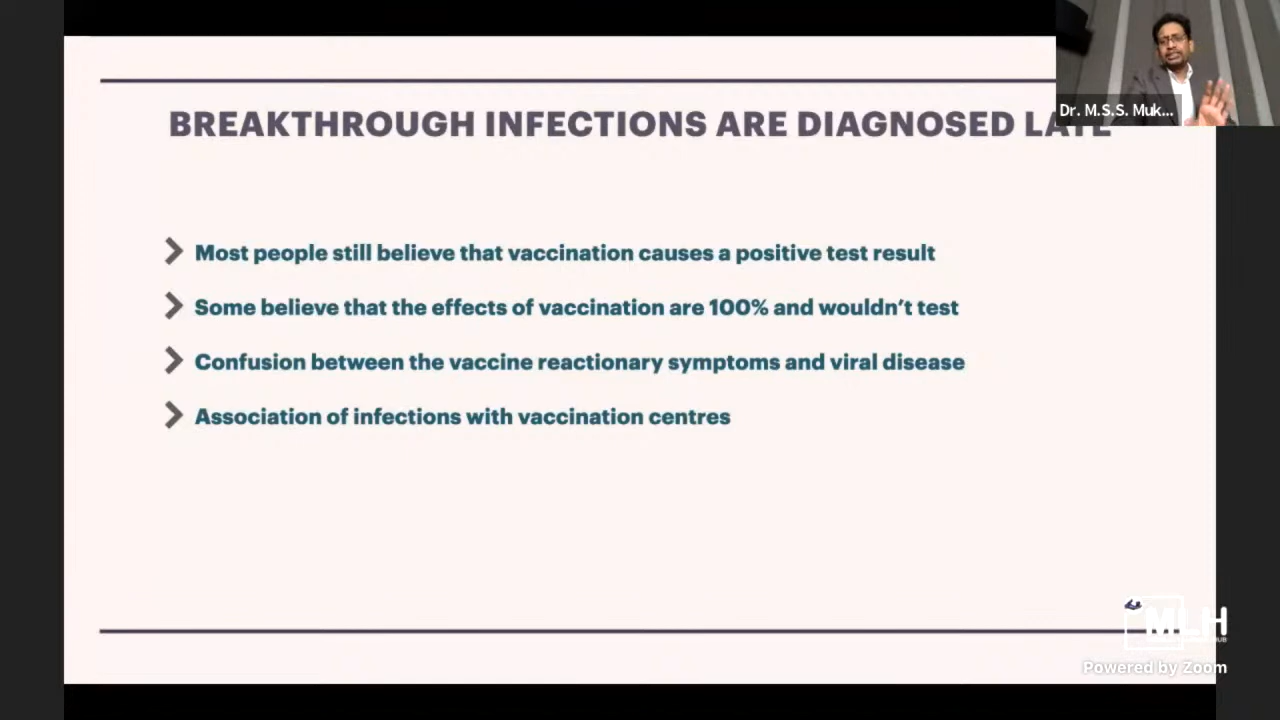 BREAKTHROUGH INFECTIONS ARE DIAGNOSED LATE
Dr. M.S.S. Muk...
Most people still believe that vaccination causes a positive test result
Some believe that the effects of vaccination are 100% and wouldn’t test
Confusion between the vaccine reactionary symptoms and viral disease
Association of infections with vaccination centres
MLH
Powered by Zoom